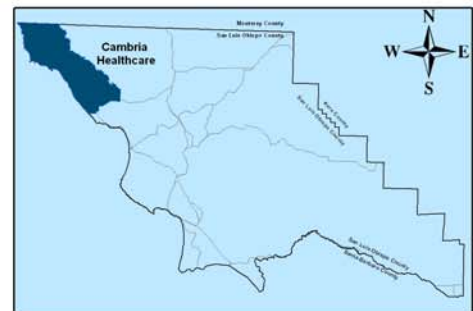 Monterey County
San Luis Obispo County
Cambria
Healthcare
N
W E
S
Kern County
San Luis Obispo County
San Luis Obispo County
Santa Barbara County